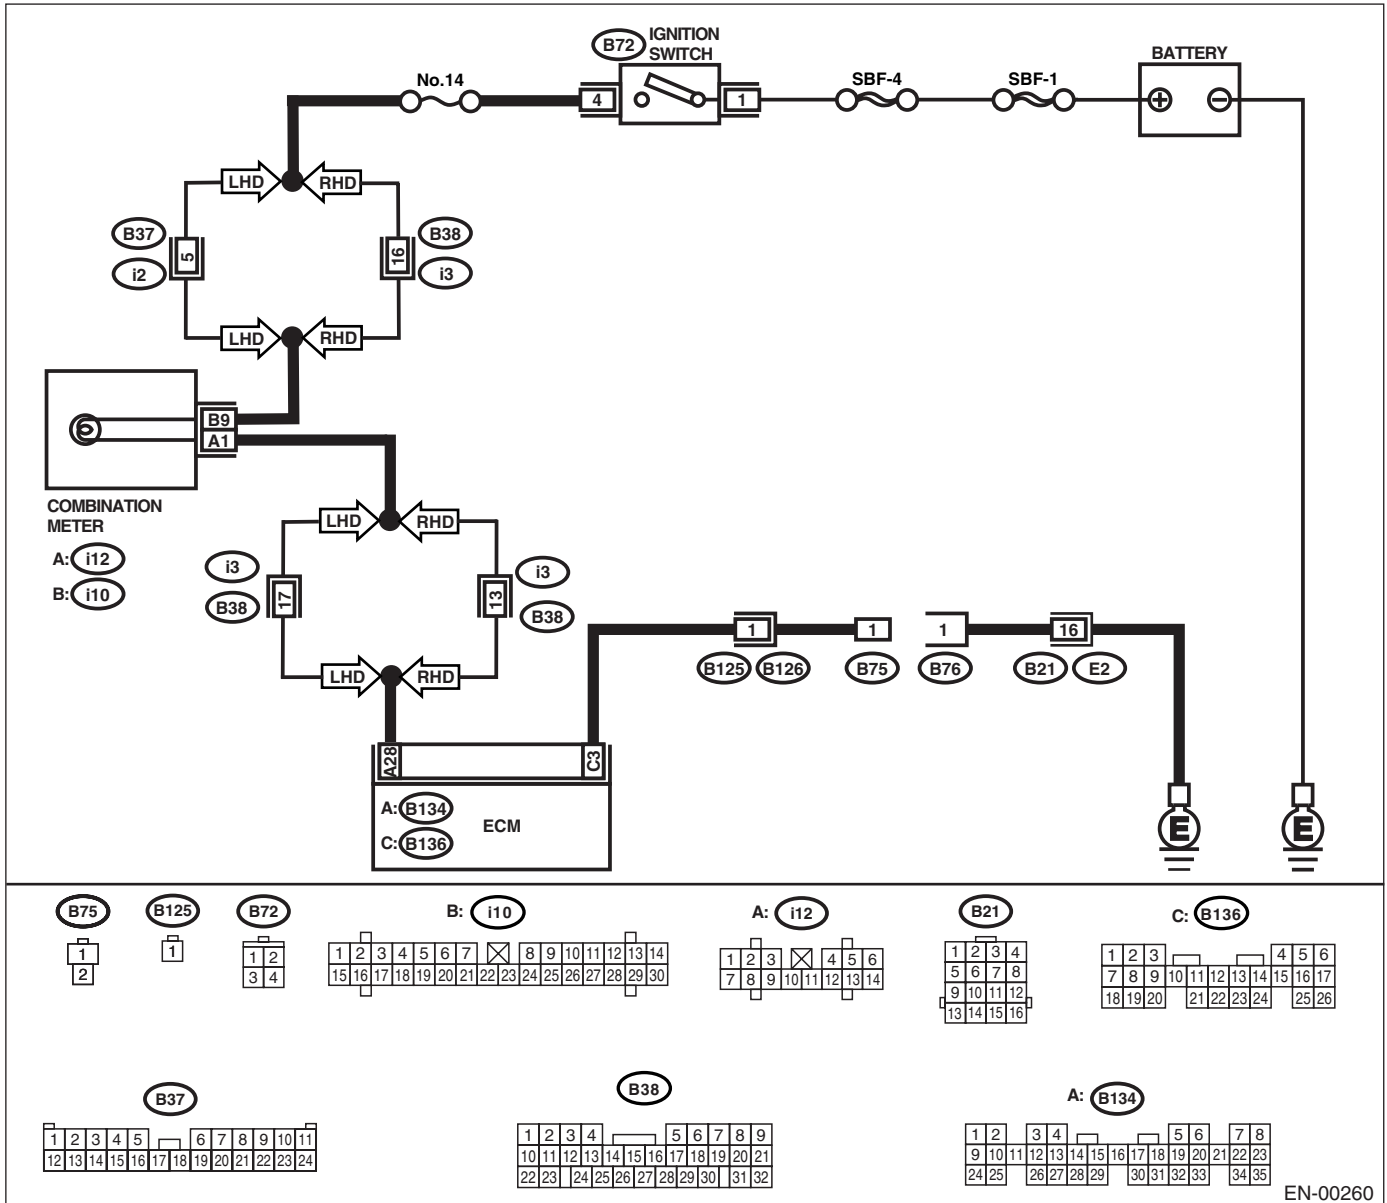 B72 IGNITION
SWITCH
BATTERY
No.14
SBF-4
SBF-1
4
1
LHD RHD
B37
i2
5
16
B38
i3
LHD RHD
B9
A1
COMBINATION
METER
A: i12
B: i10
LHD RHD
i3
B38
17
13
i3
B38
1 1 1 16
B125 B126 B75 B76 B21 E2
LHD RHD
A28 C3
A: B134
C: B136
ECM
E E
B75
1
2
B125
1
B72
1 2
3 4
B: i10
1 2 3 4 5 6 7 8 9 10 11 12 13 14
15 16 17 18 19 20 21 22 23 24 25 26 27 28 29 30
A: i12
1 2 3 4 5 6
7 8 9 10 11 12 13 14
B21
1 2 3 4
5 6 7 8
9 10 11 12
13 14 15 16
C: B136
1 2 3 4 5 6
7 8 9 10 11 12 13 14 15 16 17
18 19 20 21 22 23 24 25 26
B37
1 2 3 4 5 6 7 8 9 10 11
12 13 14 15 16 17 18 19 20 21 22 23 24
B38
1 2 3 4 5 6 7 8 9
10 11 12 13 14 15 16 17 18 19 20 21
22 23 24 25 26 27 28 29 30 31 32
A: B134
1 2 3 4 5 6 7 8
9 10 11 12 13 14 15 16 17 18 19 20 21 22 23
24 25 26 27 28 29 30 31 32 33 34 35
EN-00260